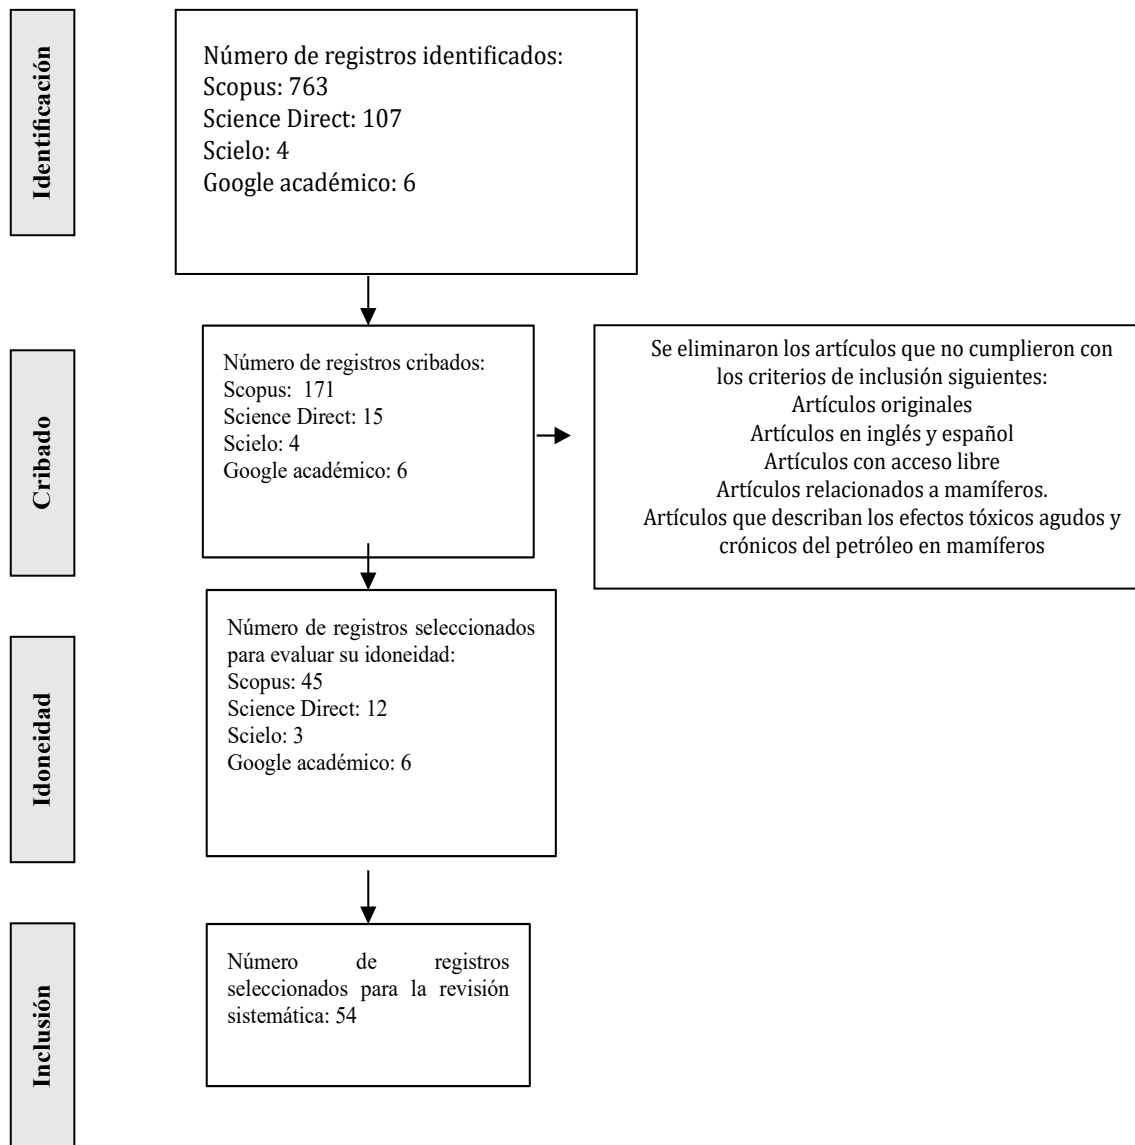 Identificación
Número de registros identificados:
Scopus: 763
Science Direct: 107
Scielo: 4
Google académico: 6
Cribado
Número de registros cribados:
Scopus: 171
Science Direct: 15
Scielo: 4
Google académico: 6
Se eliminaron los artículos que no cumplieron con
los criterios de inclusión siguientes:
Artículos originales
Artículos en inglés y español
Artículos con acceso libre
Artículos relacionados a mamíferos.
Artículos que describan los efectos tóxicos agudos y
crónicos del petróleo en mamíferos
Idoneidad
Número de registros seleccionados
para evaluar su idoneidad:
Scopus: 45
Science Direct: 12
Scielo: 3
Google académico: 6
Inclusión
Número de registros
seleccionados para la revisión
sistemática: 54